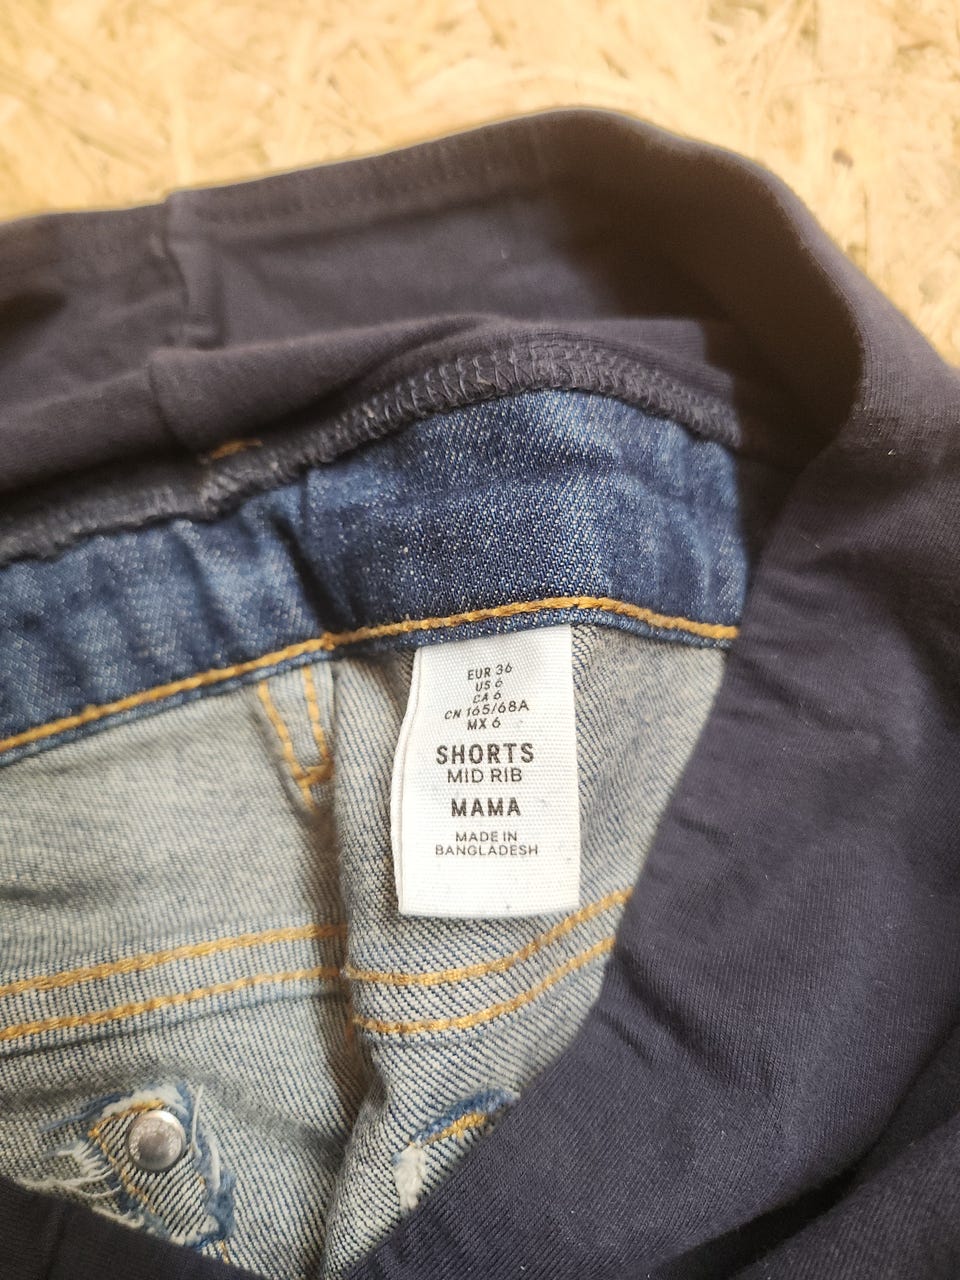 EUR 36
US 6
CA 6
CN 165/68A
MX 6
SHORTS
MID RIB
MAMA
MADE IN
BANGLADESH